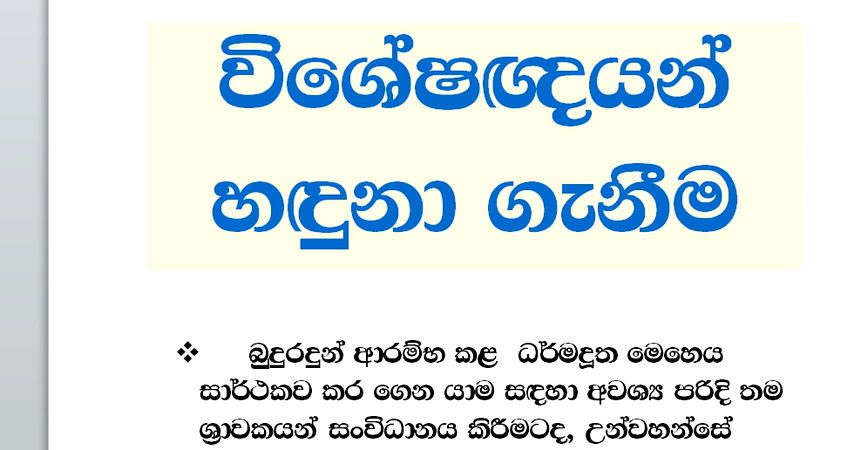 විශේෂඥයන්
හඳුනා ගැනීම
❖ බුදුරදුන් ආරම්භ කළ ධර්මදූත මෙහෙය
සාර්ථකව කර ගෙන යාම සඳහා අවශ්‍ය පරිදි තම
ශ්‍රාවකයන් සංවිධානය කිරීමටද, උන්වහන්සේ